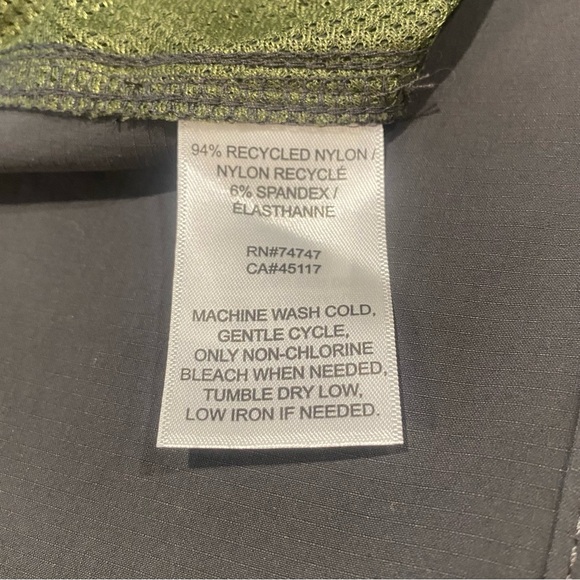 94% RECYCLED NYLON /
NYLON RECYCLÉ
6% SPANDEX /
ÉLASTHANNE
RN#74747
CA#45117
MACHINE WASH COLD,
GENTLE CYCLE,
ONLY NON-CHLORINE
BLEACH WHEN NEEDED,
TUMBLE DRY LOW,
LOW IRON IF NEEDED.